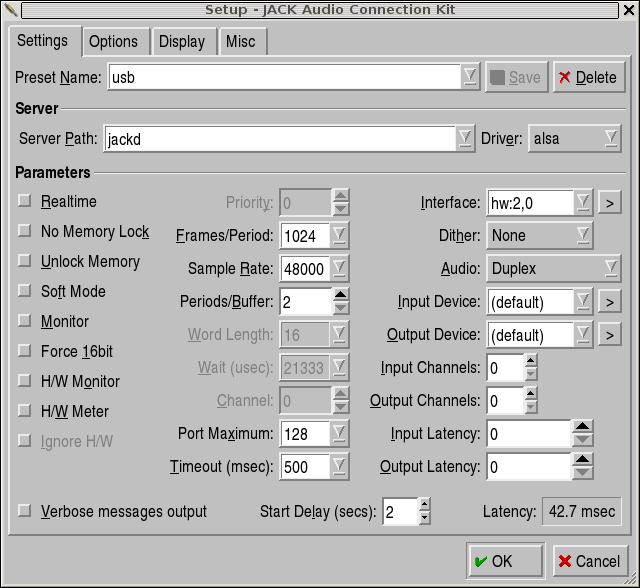 Setup - JACK Audio Connection Kit
Settings Options Display Misc
Preset Name: usb Save Delete
Server
Server Path: jackd Driver: alsa
Parameters
Realtime Priority: 0 Interface: hw:2,0 >
No Memory Lock Frames/Period: 1024 Dither: None
Unlock Memory Sample Rate: 48000 Audio: Duplex
Soft Mode Periods/Buffer: 2 Input Device: (default) >
Monitor Word Length: 16 Output Device: (default) >
Force 16bit Wait (usec): 21333 Input Channels: 0
H/W Monitor Channel: 0 Output Channels: 0
H/W Meter Port Maximum: 128 Input Latency: 0
Ignore H/W Timeout (msec): 500 Output Latency: 0
Verbose messages output Start Delay (secs): 2 Latency: 42.7 msec
OK Cancel